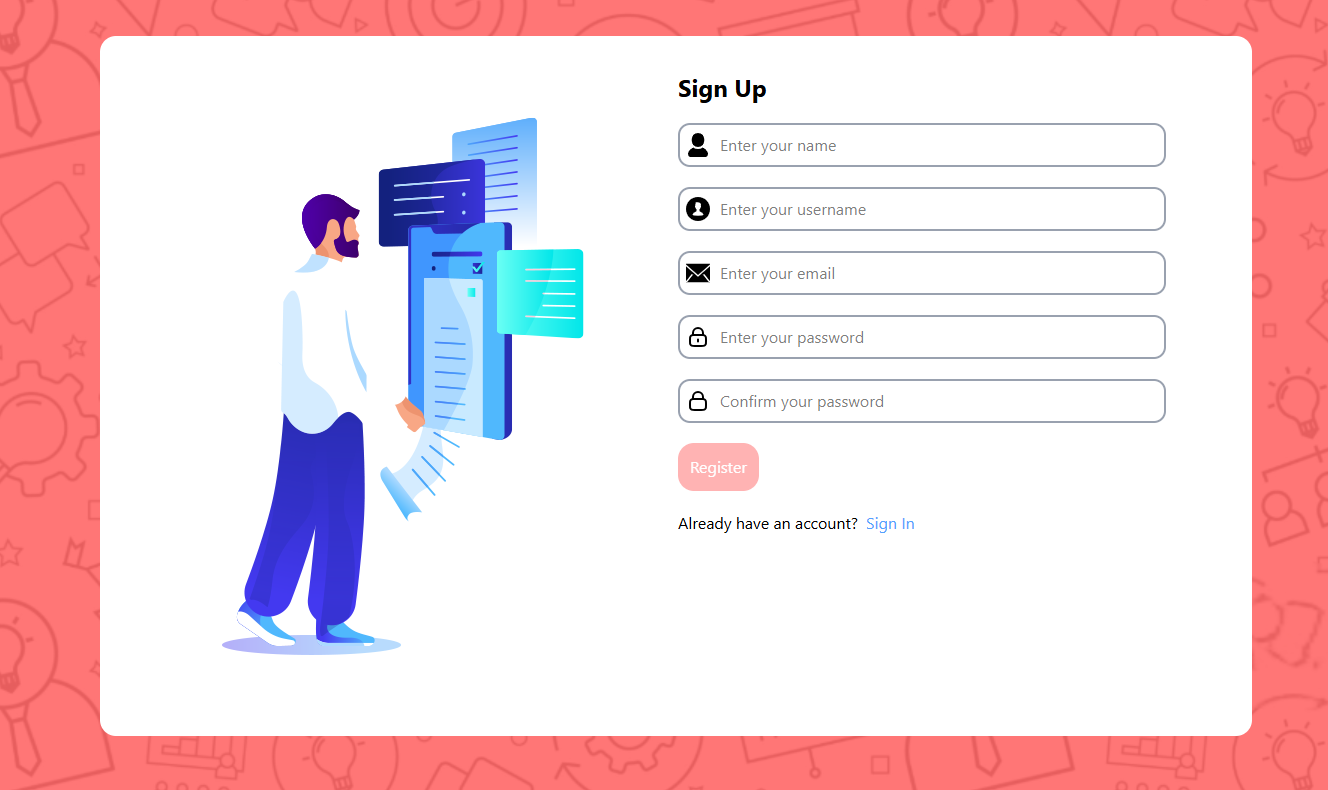 Sign Up
Enter your name
Enter your username
Enter your email
Enter your password
Confirm your password
Register
Already have an account? Sign In